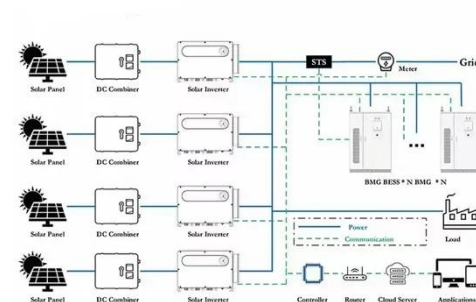 STS
Meter
Grid
Solar Panel
DC Combiner
Solar Inverter
Solar Panel
DC Combiner
Solar Inverter
BMG BESS * N BMG * N
Solar Panel
DC Combiner
Solar Inverter
Power
Communication
Load
Solar Panel
DC Combiner
Solar Inverter
Controller
Router
Cloud Server